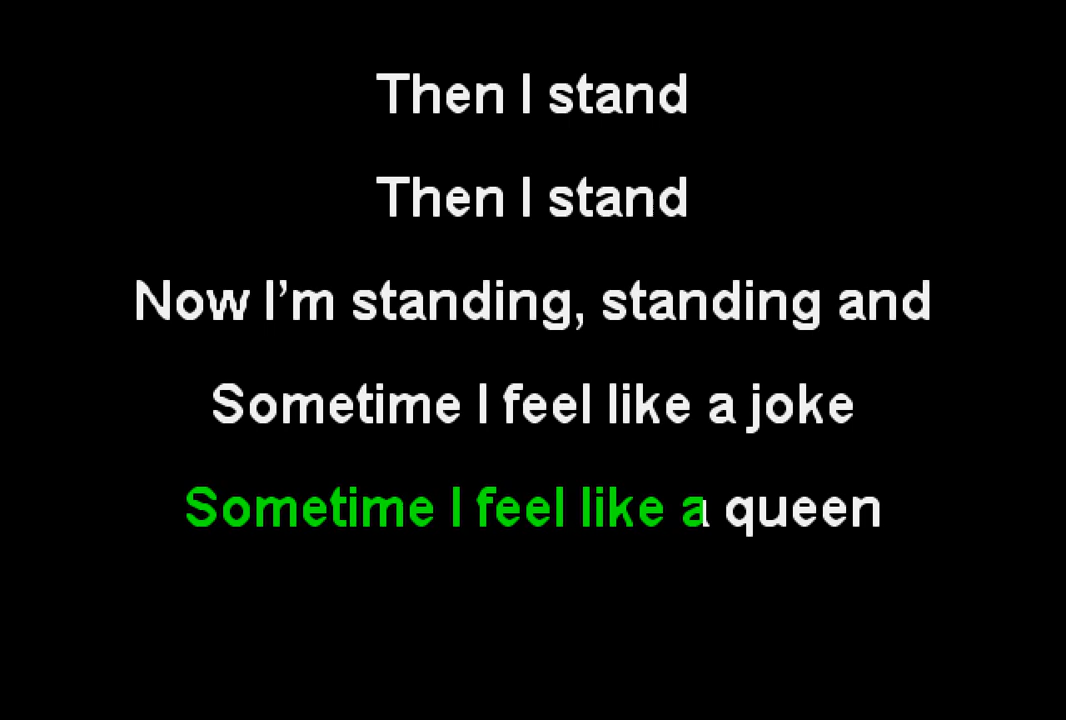 Then I stand
Then I stand
Now I’m standing, standing and
Sometime I feel like a joke
Sometime I feel like a queen